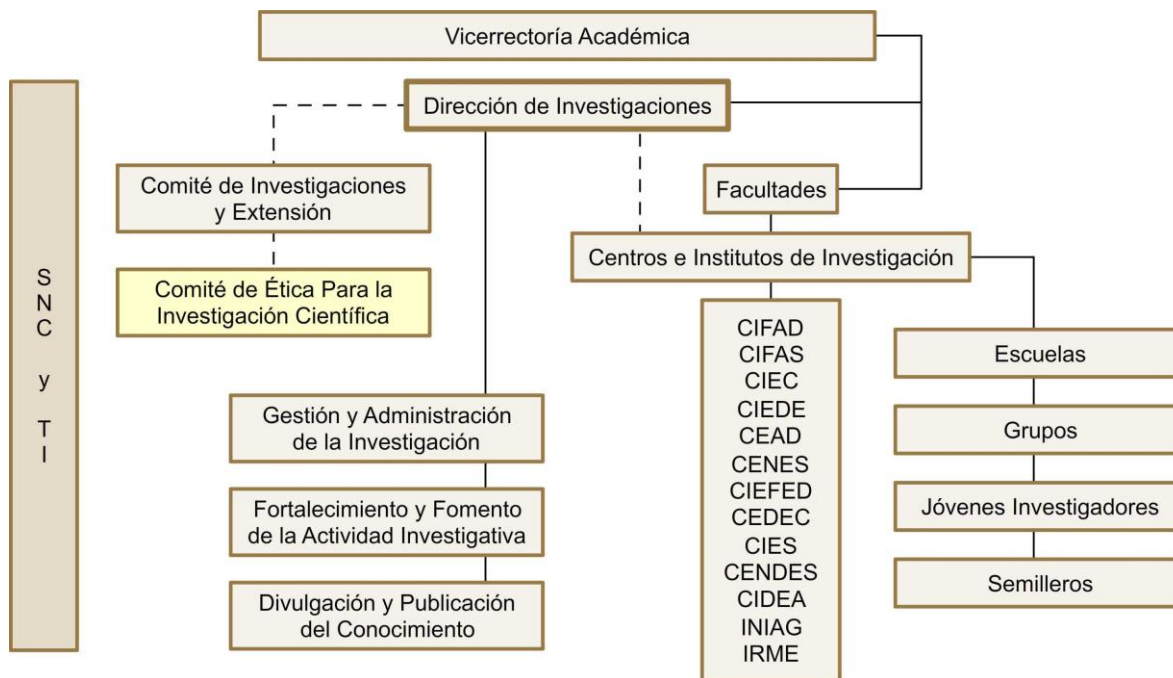 Vicerrectoría Académica
Dirección de Investigaciones
Comité de Investigaciones
y Extensión
Facultades
Centros e Institutos de Investigación
Comité de Ética Para la
Investigación Científica
S
N
C
y
T
I
CIFAD
CIFAS
CIEC
CIEDE
CEAD
CENES
CIEFED
CEDEC
CIES
CENDES
CIDEA
INIAG
IRME
Escuelas
Grupos
Jóvenes Investigadores
Semilleros
Gestión y Administración
de la Investigación
Fortalecimiento y Fomento
de la Actividad Investigativa
Divulgación y Publicación
del Conocimiento